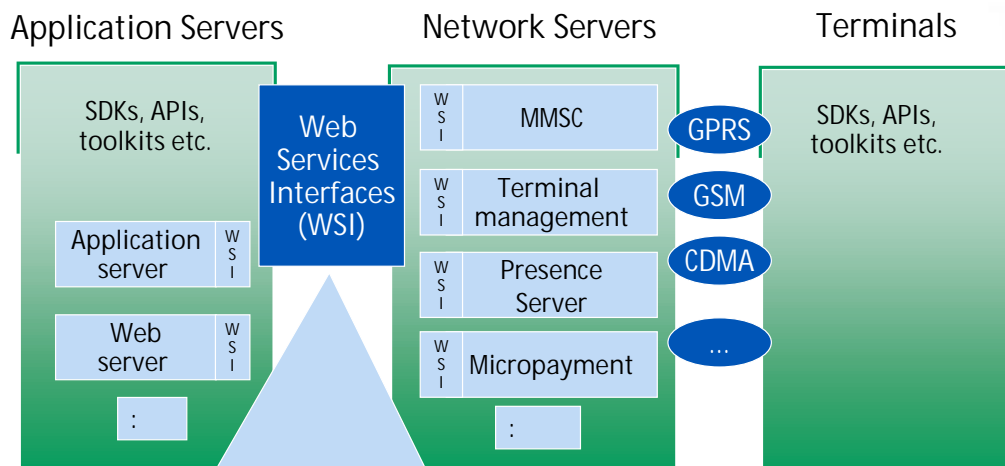 Application Servers
Network Servers
Terminals
SDKs, APIs,
toolkits etc.
Application
server
W
S
I
Web
server
W
S
I
:
Web
Services
Interfaces
(WSI)
W
S
I
MMSC
W
S
I
Terminal
management
W
S
I
Presence
Server
W
S
I
Micropayment
:
GPRS
GSM
CDMA
...
SDKs, APIs,
toolkits etc.